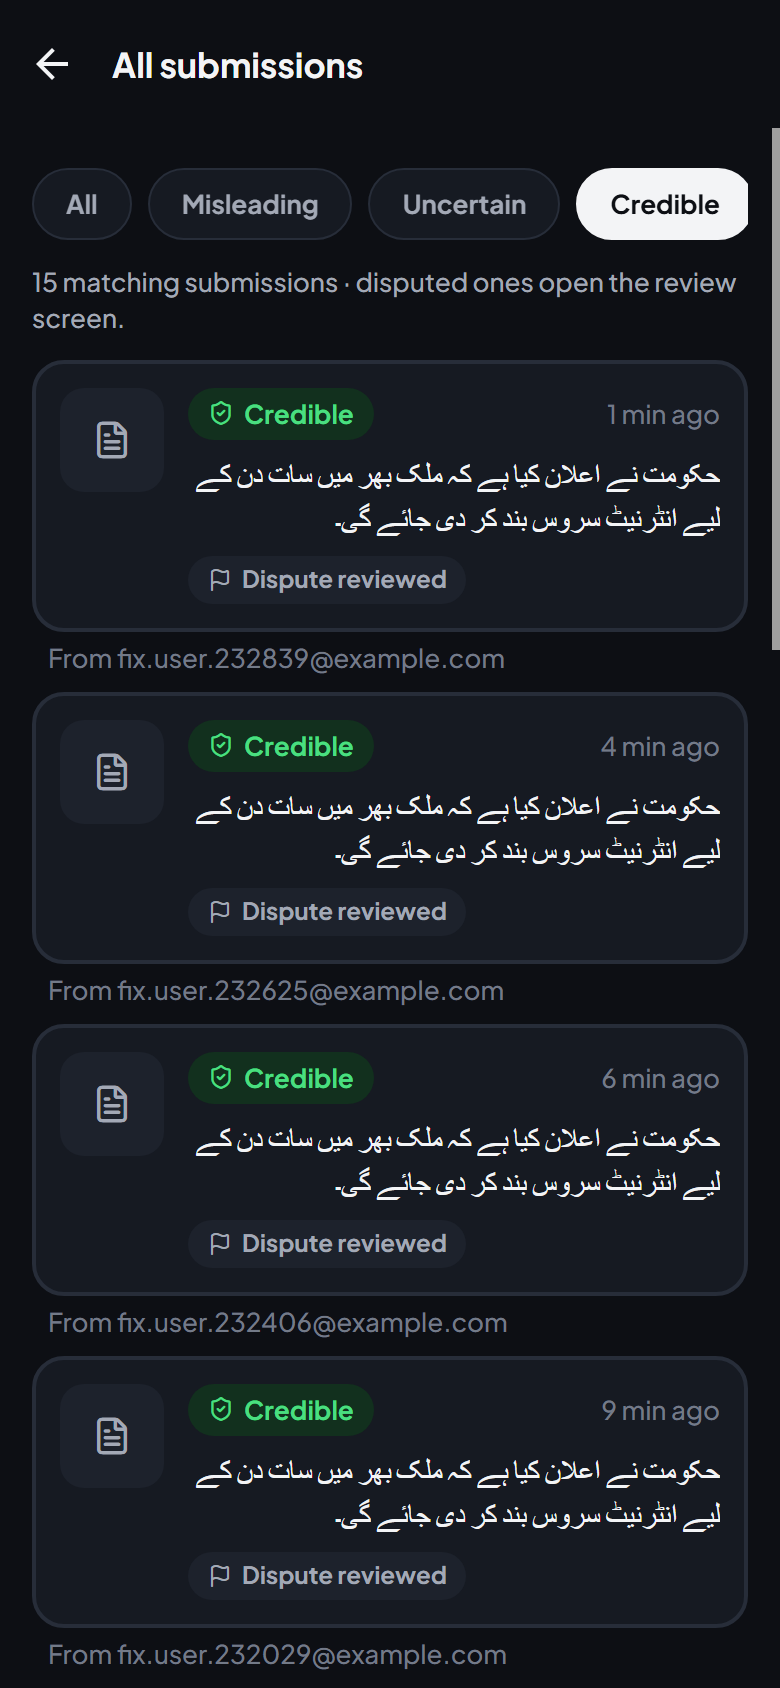 All submissions
All
Misleading
Uncertain
Credible
15 matching submissions · disputed ones open the review
screen.
Credible
1 min ago
حکومت نے اعلان کیا ہے کہ ملک بھر میں سات دن کے
لیے انٹرنیٹ سروس بند کر دی جائے گی۔
Dispute reviewed
From fix.user.232839@example.com
Credible
4 min ago
حکومت نے اعلان کیا ہے کہ ملک بھر میں سات دن کے
لیے انٹرنیٹ سروس بند کر دی جائے گی۔
Dispute reviewed
From fix.user.232625@example.com
Credible
6 min ago
حکومت نے اعلان کیا ہے کہ ملک بھر میں سات دن کے
لیے انٹرنیٹ سروس بند کر دی جائے گی۔
Dispute reviewed
From fix.user.232406@example.com
Credible
9 min ago
حکومت نے اعلان کیا ہے کہ ملک بھر میں سات دن کے
لیے انٹرنیٹ سروس بند کر دی جائے گی۔
Dispute reviewed
From fix.user.232029@example.com